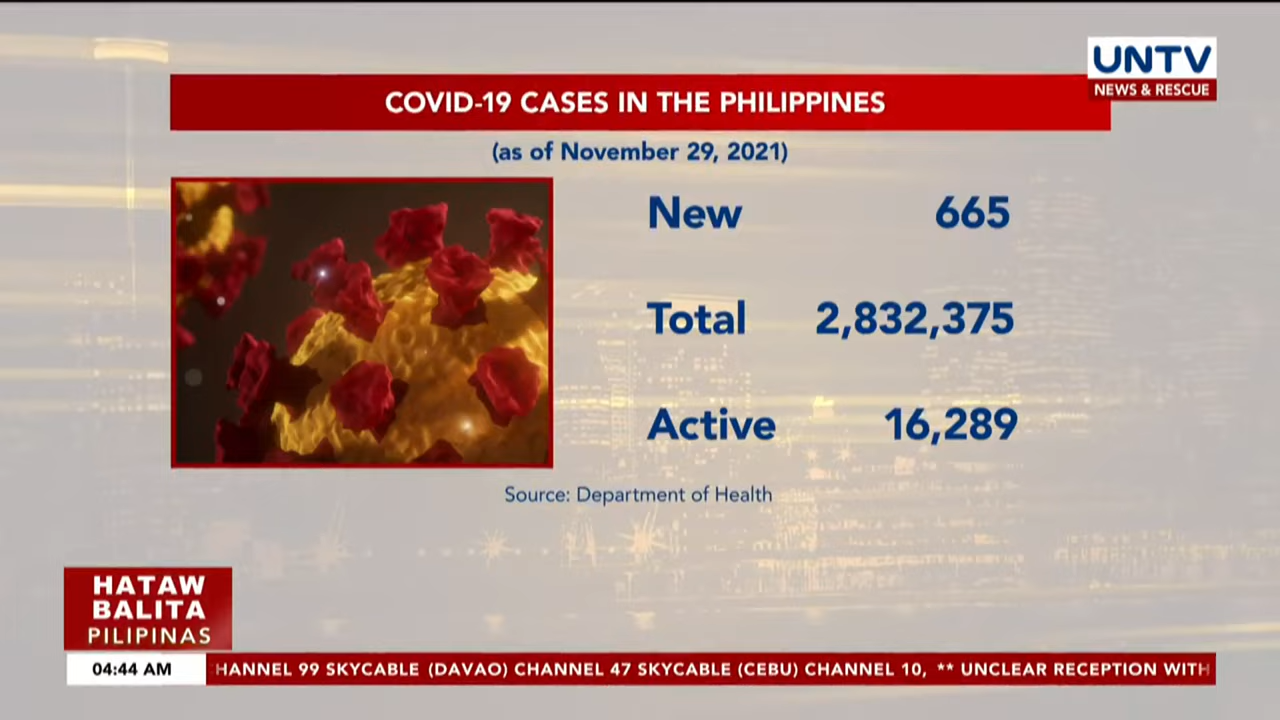 UNTV
NEWS & RESCUE
COVID-19 CASES IN THE PHILIPPINES
(as of November 29, 2021)
New 665
Total 2,832,375
Active 16,289
Source: Department of Health
HATAW
BALITA
PILIPINAS
04:44 AM
HANNEL 99 SKYCABLE (DAVAO) CHANNEL 47 SKYCABLE (CEBU) CHANNEL 10, ** UNCLEAR RECEPTION WITH